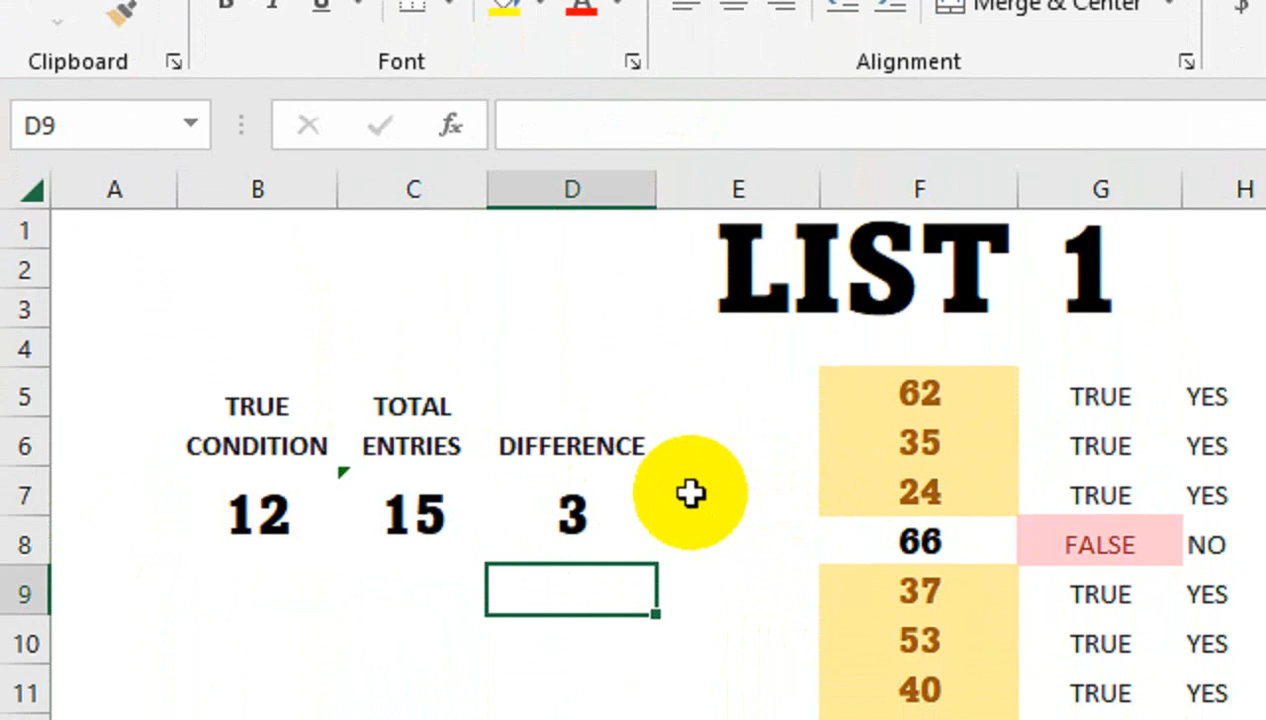 Merge & Center
Clipboard Font Alignment
D9 fx
A B C D E F G H
1 LIST 1
2
3
4
5 TRUE TOTAL 62 TRUE YES
6 CONDITION ENTRIES DIFFERENCE 35 TRUE YES
7 12 15 3 24 TRUE YES
8 66 FALSE NO
9 37 TRUE YES
10 53 TRUE YES
11 40 TRUE YES